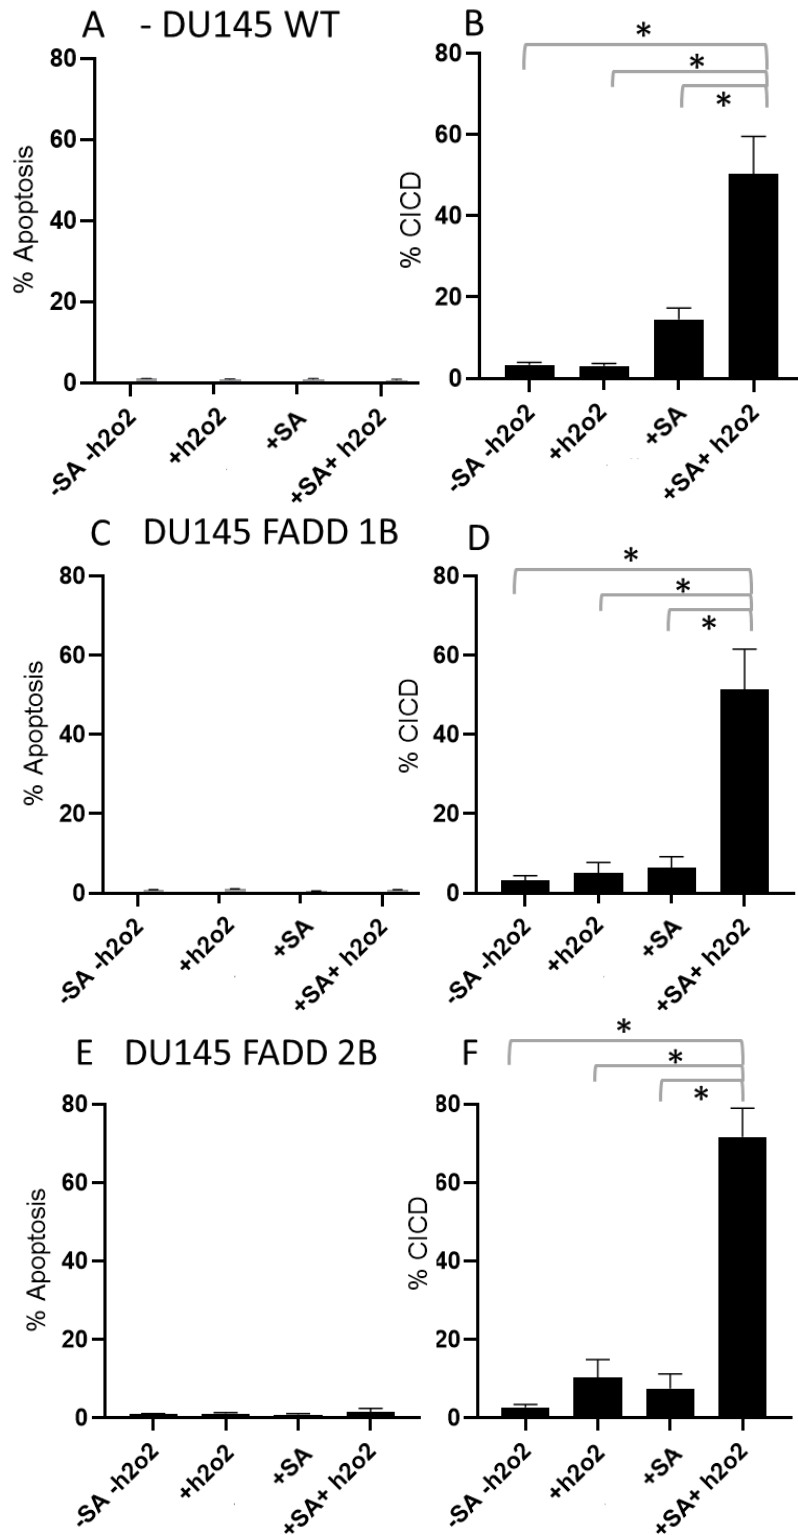 A - DU145 WT
B
% Apoptosis
80
60
40
20
0
-SA -h2o2
+h2o2
+SA
+SA+ h2o2
% CICD
80
60
40
20
0
*
*
*
-SA -h2o2
+h2o2
+SA
+SA+ h2o2
C DU145 FADD 1B
D
% Apoptosis
80
60
40
20
0
-SA -h2o2
+h2o2
+SA
+SA+ h2o2
% CICD
80
60
40
20
0
*
*
*
-SA -h2o2
+h2o2
+SA
+SA+ h2o2
E DU145 FADD 2B
F
% Apoptosis
80
60
40
20
0
-SA -h2o2
+h2o2
+SA
+SA+ h2o2
% CICD
80
60
40
20
0
*
*
*
-SA -h2o2
+h2o2
+SA
+SA+ h2o2